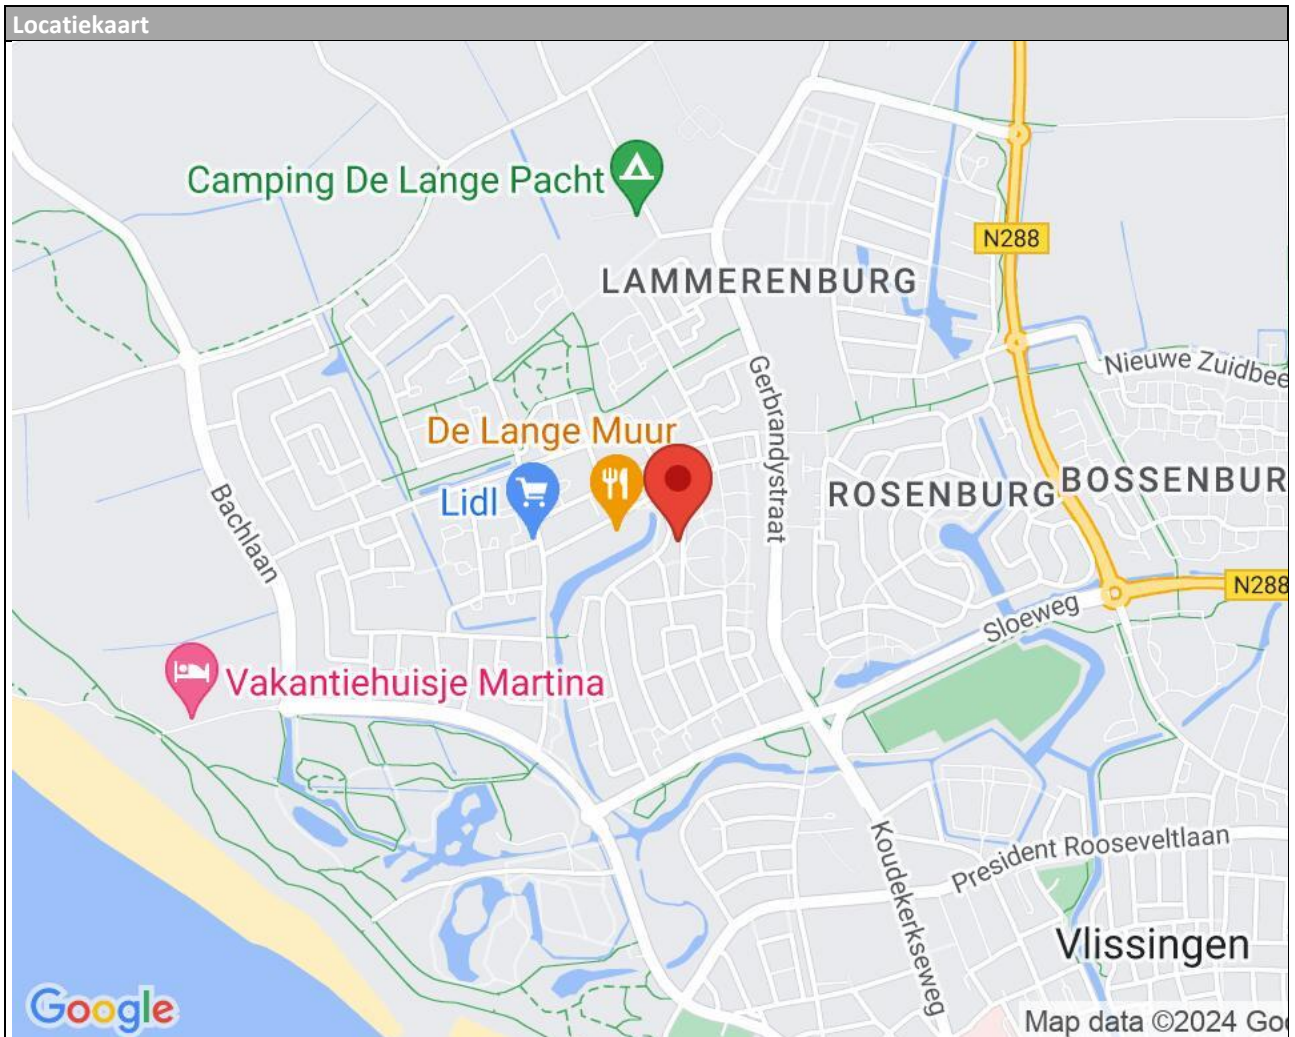 Locatiekaart
Camping De Lange Pacht
N288
LAMMERENBURG
Nieuwe Zuidbee
Gerbrandystraat
De Lange Muur
Lidl
ROSENBURG
BOSSENBUR
Bachlaan
N288
Sloeweg
Vakantiehuisje Martina
Koudekerkseweg
President Rooseveltlaan
Vlissingen
Google
Map data ©2024 Goo